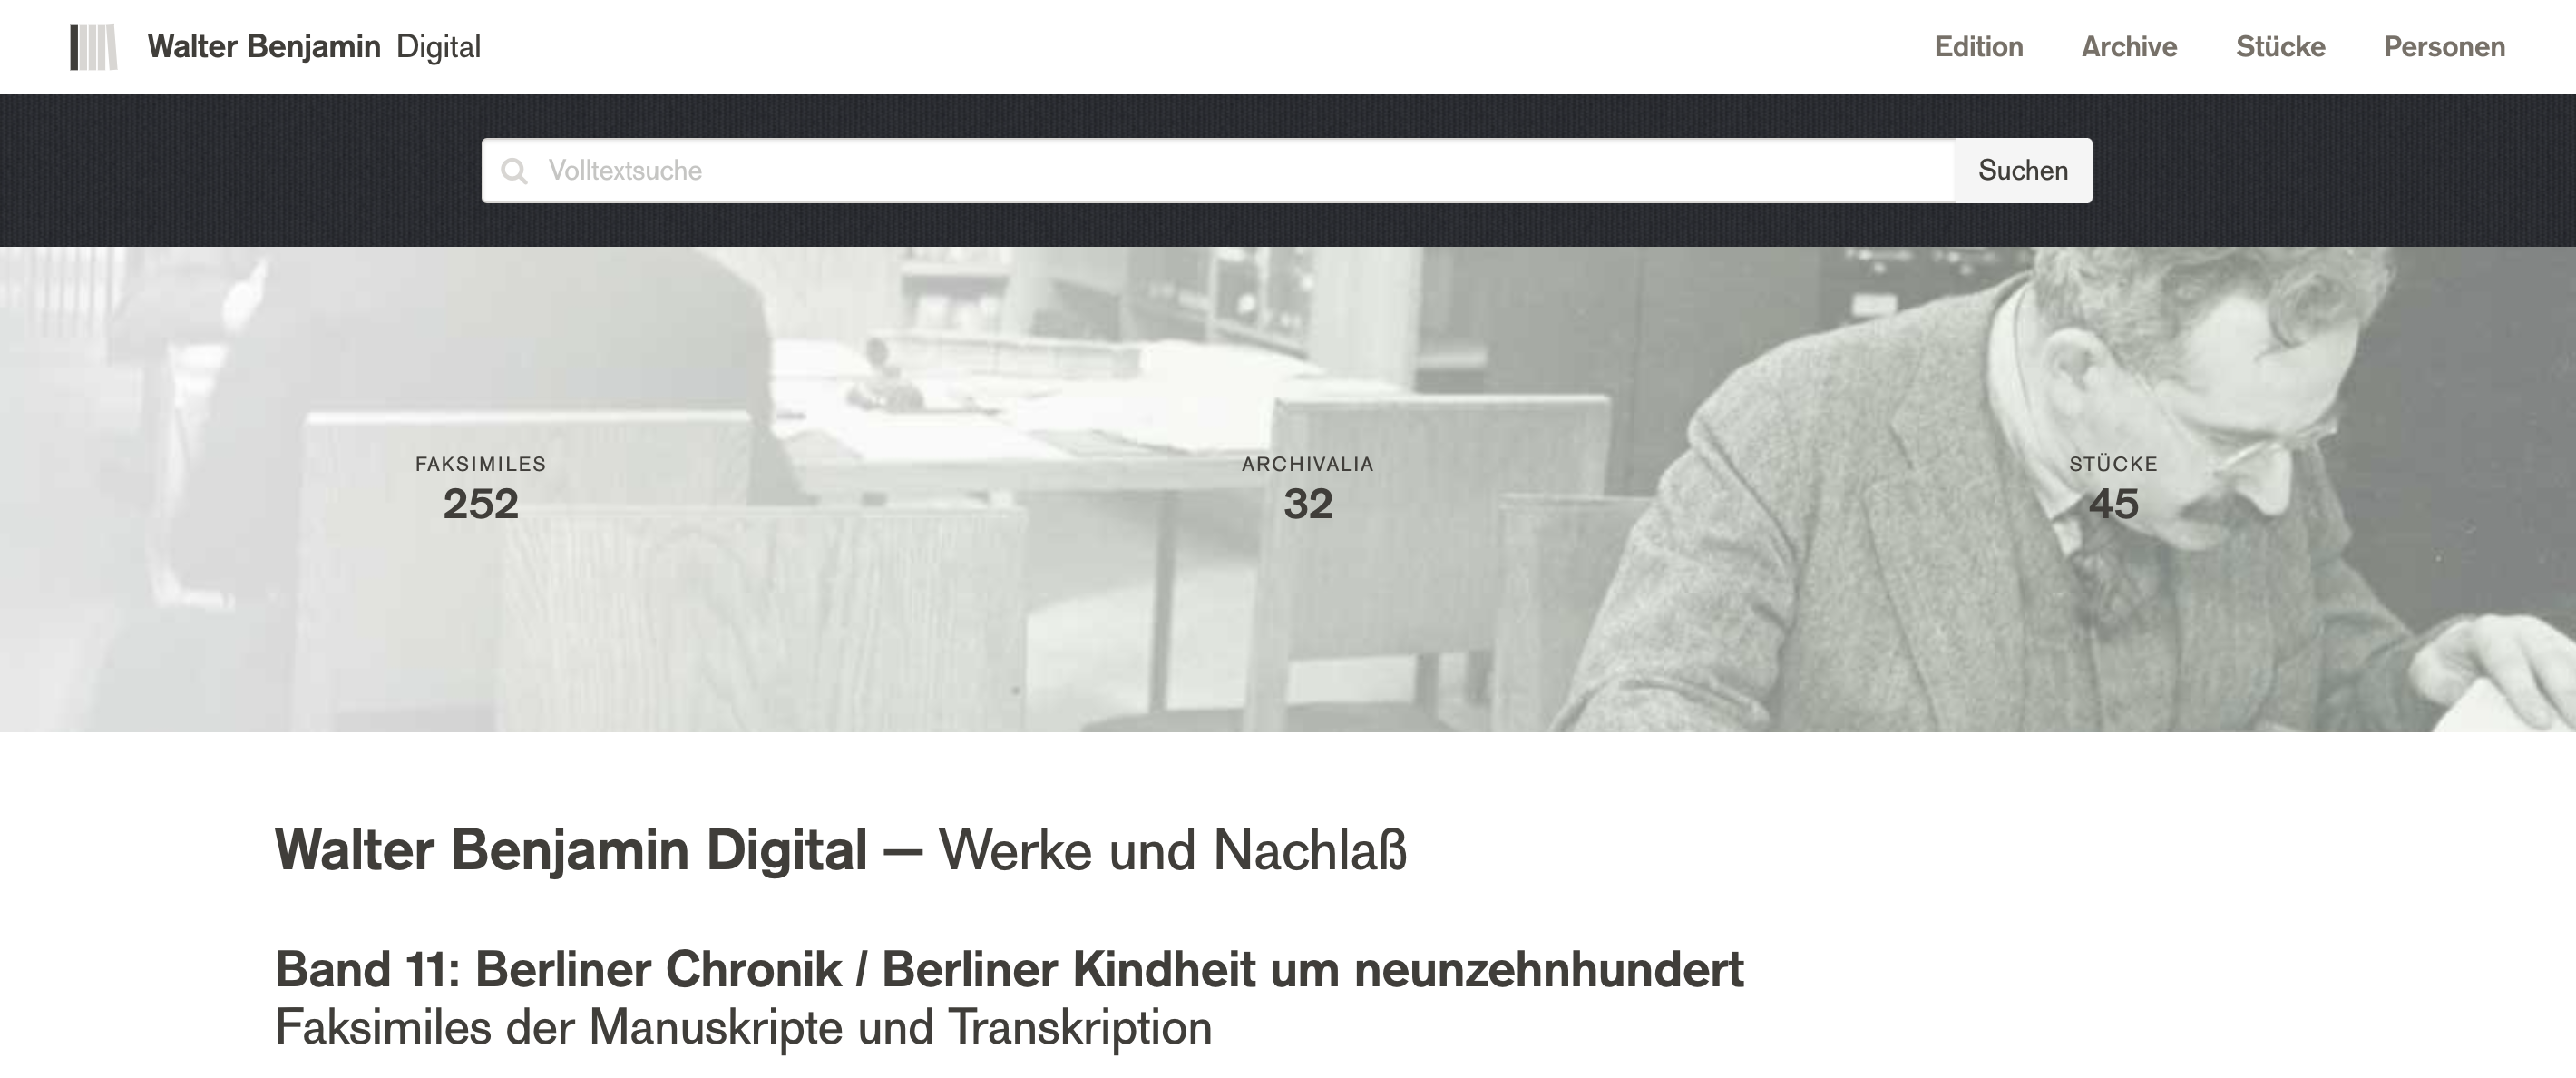 Walter Benjamin Digital
Edition Archive Stücke Personen
Volltextsuche Suchen
FAKSIMILES ARCHIVALIA STÜCKE
252 32 45
Walter Benjamin Digital — Werke und Nachlaß
Band 11: Berliner Chronik / Berliner Kindheit um neunzehnhundert
Faksimiles der Manuskripte und Transkription